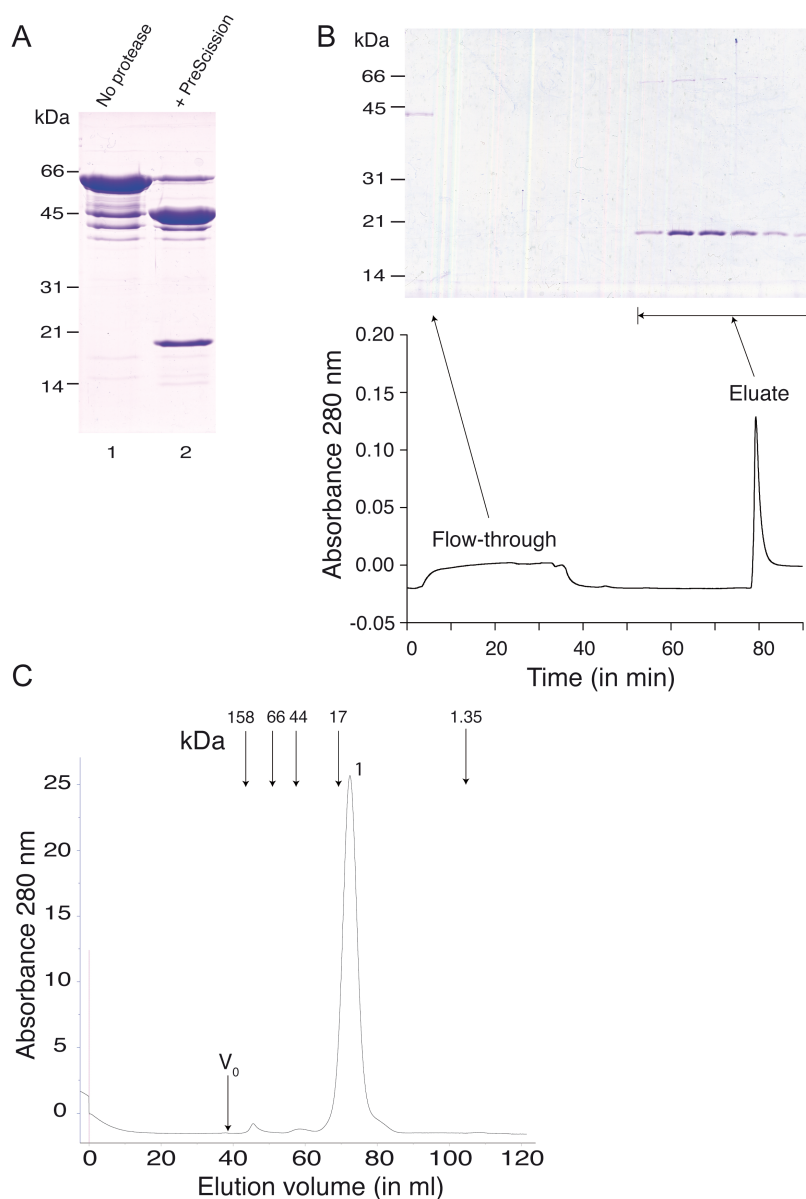 A
No protease
+ PreScission
kDa
66
45
31
21
14
1
2
B
kDa
66
45
31
21
14
0.20
0.15
0.10
0.05
0.00
-0.05
Absorbance 280 nm
Flow-through
Eluate
0
20
40
60
80
Time (in min)
C
kDa
158
66
44
17
1.35
1
25
20
15
10
5
0
Absorbance 280 nm
V0
0
20
40
60
80
100
120
Elution volume (in ml)